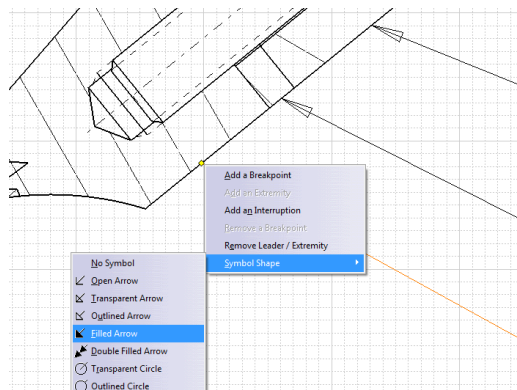 Add a Breakpoint
Add an Extremity
Add an Interruption
Remove a Breakpoint
Remove Leader / Extremity
Symbol Shape
No Symbol
Open Arrow
Transparent Arrow
Outlined Arrow
Filled Arrow
Double Filled Arrow
Transparent Circle
Outlined Circle